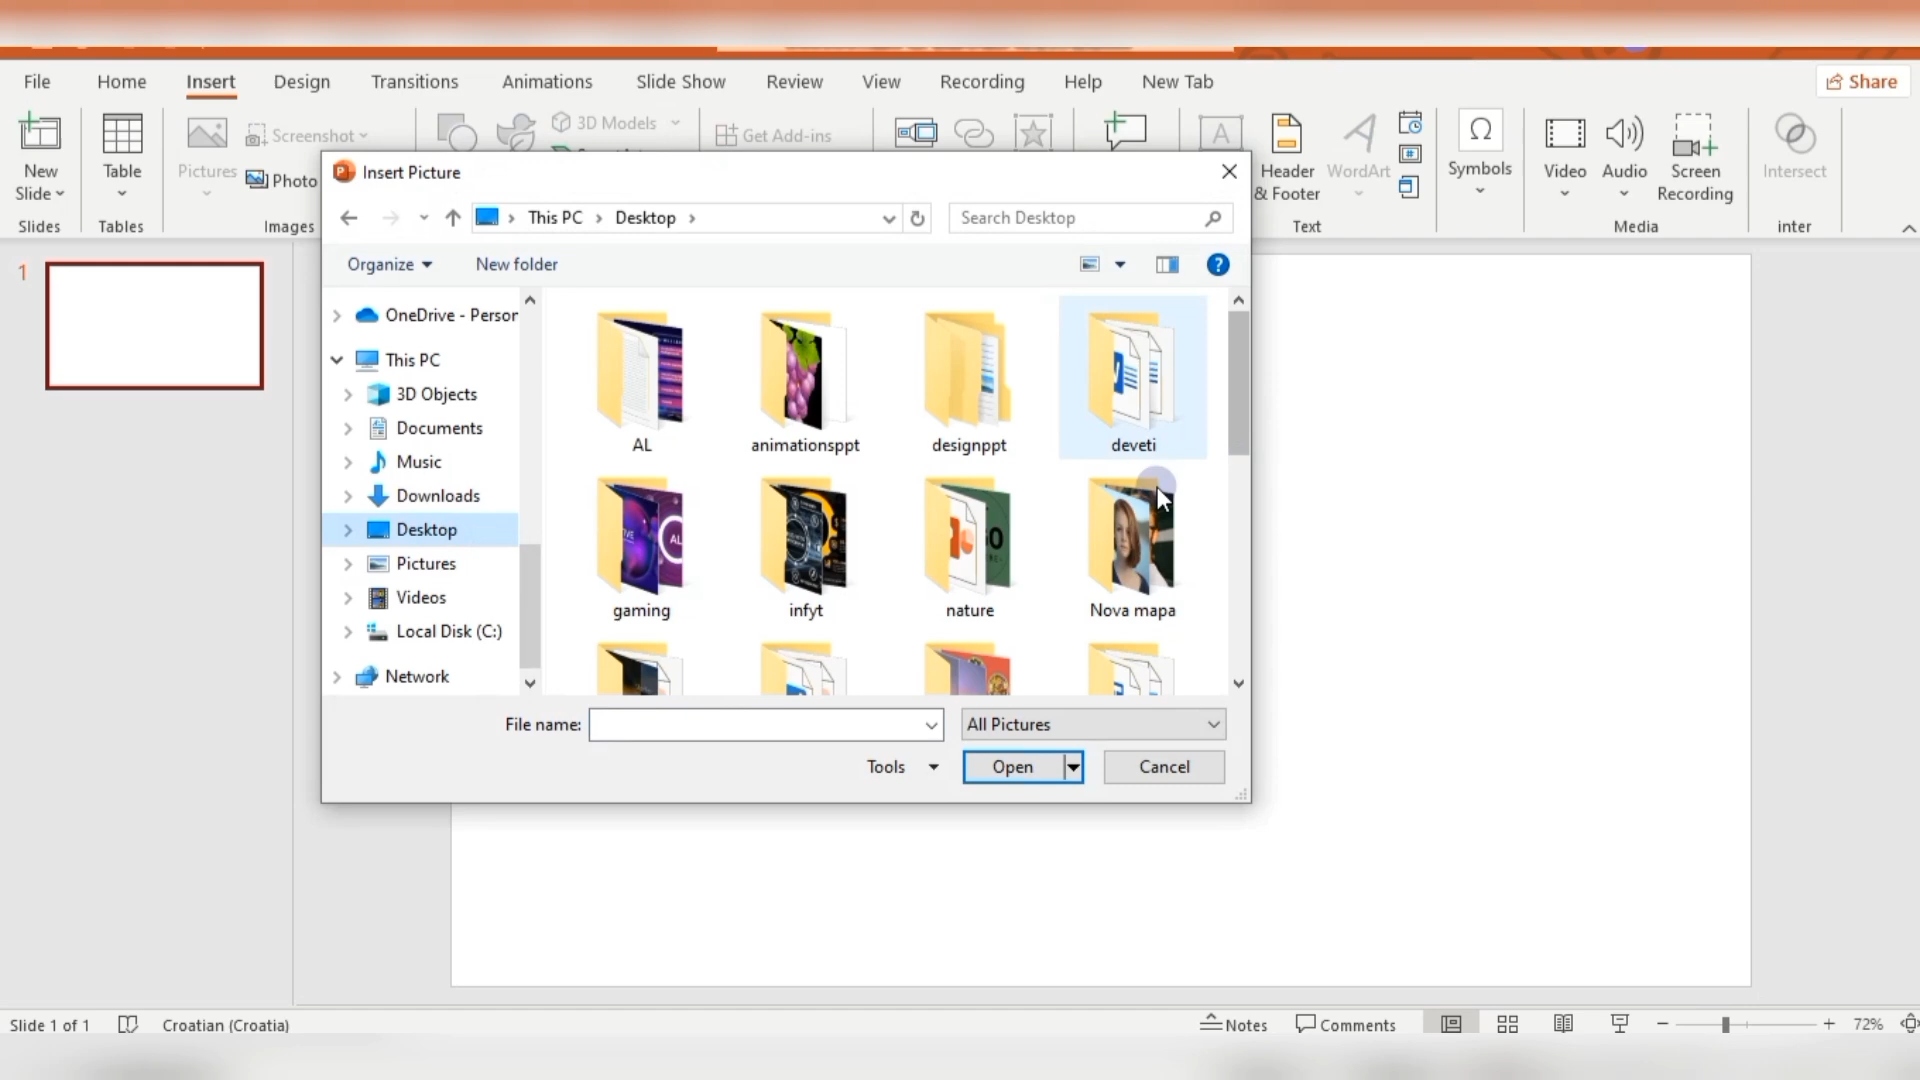 File Home Insert Design Transitions Animations Slide Show Review View Recording Help New Tab Share
New Slide
Table
Pictures
Screenshot
Photo
3D Models
Get Add-ins
A
Header & Footer
WordArt
Ω
Symbols
Video
Audio
Screen Recording
Intersect
Slides Tables Images Text Media inter
Insert Picture
This PC Desktop
Search Desktop
Organize New folder
?
OneDrive - Person
This PC
3D Objects
Documents
Music
Downloads
Desktop
Pictures
Videos
Local Disk (C:)
Network
AL animationsppt designppt deveti
gaming infyt nature Nova mapa
File name: All Pictures
Tools Open Cancel
1
Slide 1 of 1 Croatian (Croatia) Notes Comments 72%